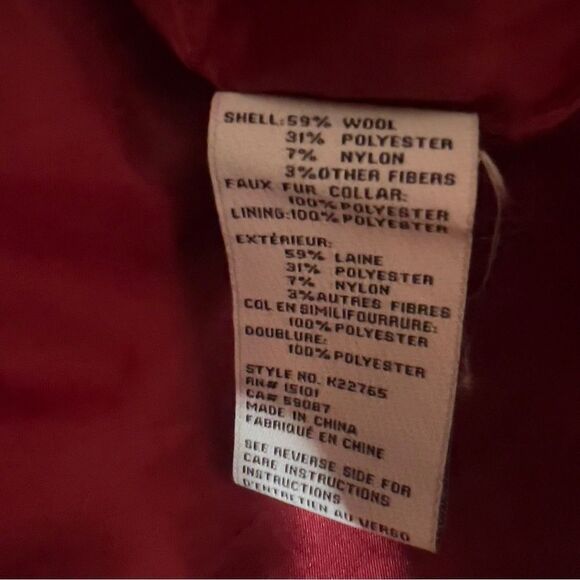 SHELL:59% WOOL
31% POLYESTER
7% NYLON
3%OTHER FIBERS
FAUX FUR COLLAR:
100% POLYESTER
LINING:100% POLYESTER
EXTÉRIEUR:
59% LAINE
31% POLYESTER
7% NYLON
3%AUTRES FIBRES
COL EN SIMILIFOURRURE:
100% POLYESTER
DOUBLURE:
100%POLYESTER
STYLE NO. K22765
RN# 15101
CA# 59087
MADE IN CHINA
FABRIQUÉ EN CHINE
SEE REVERSE SIDE FOR
CARE INSTRUCTIONS
INSTRUCTIONS
D'ENTRETIEN AU VERSO